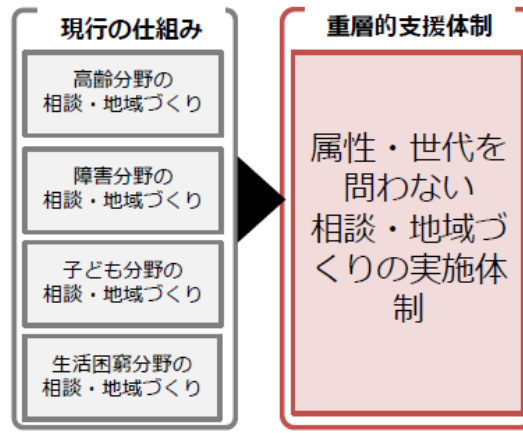 現行の仕組み
高齢分野の
相談・地域づくり
障害分野の
相談・地域づくり
子ども分野の
相談・地域づくり
生活困窮分野の
相談・地域づくり
重層的支援体制
属性・世代を
問わない
相談・地域づ
くりの実施体
制